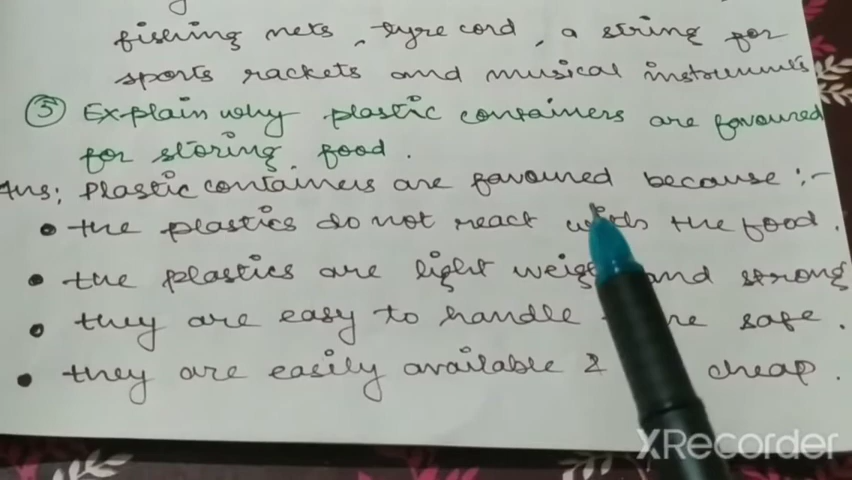 fishing nets, tyre cord, a string for
sports rackets and musical instruments
⑤ Explain why plastic containers are favoured
for storing food.
Ans: Plastic containers are favoured because :-
• the plastics do not react with the food.
• the plastics are light weight and strong
• they are easy to handle safe.
• they are easily available & cheap.
XRecorder